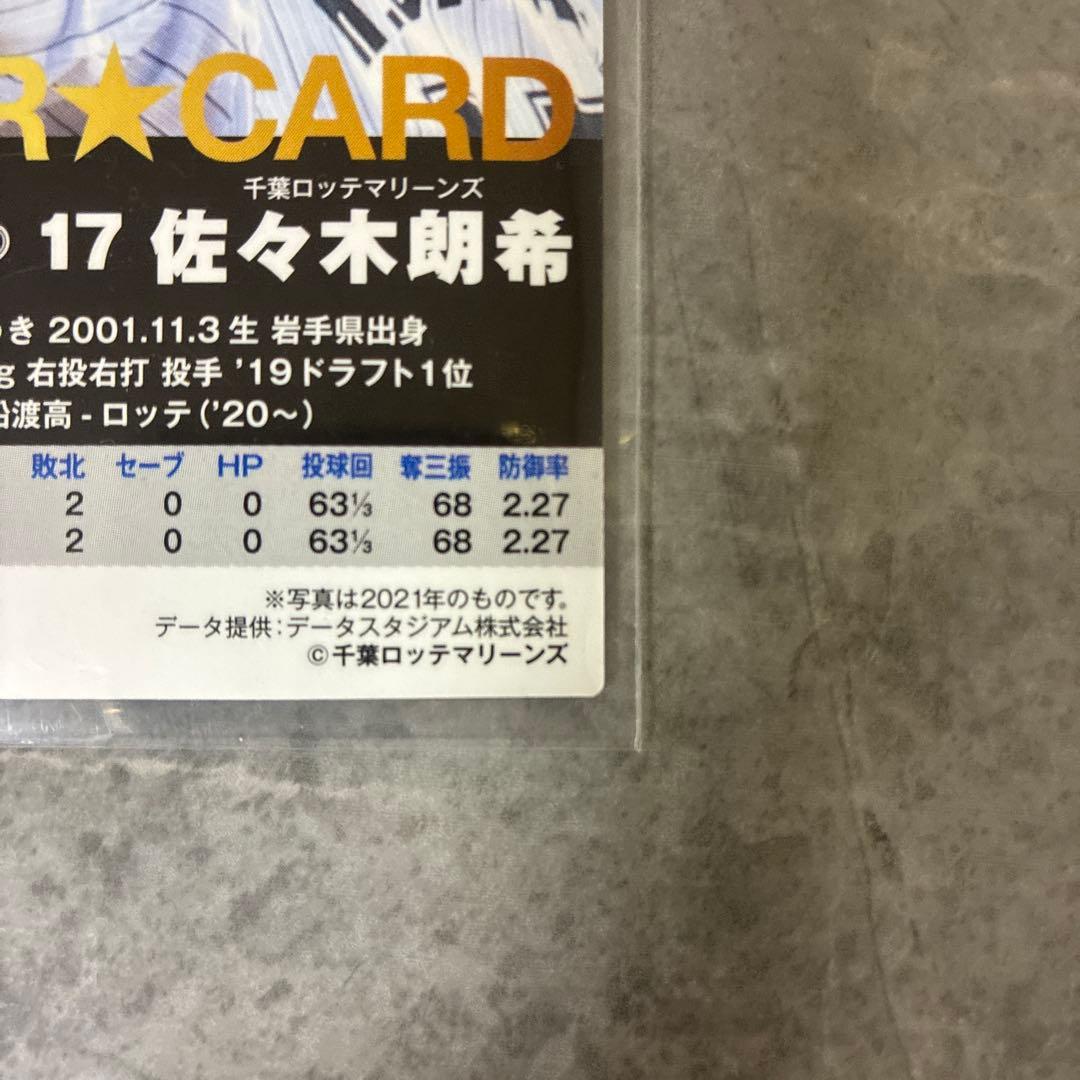 R★CARD
千葉ロッテマリーンズ
17 佐々木朗希
き 2001.11.3生 岩手県出身
g 右投右打 投手 '19ドラフト1位
船渡高-ロッテ('20〜)
敗北 セーブ HP 投球回 奪三振 防御率
2 0 0 63⅓ 68 2.27
2 0 0 63⅓ 68 2.27
※写真は2021年のものです。
データ提供:データスタジアム株式会社
©千葉ロッテマリーンズ